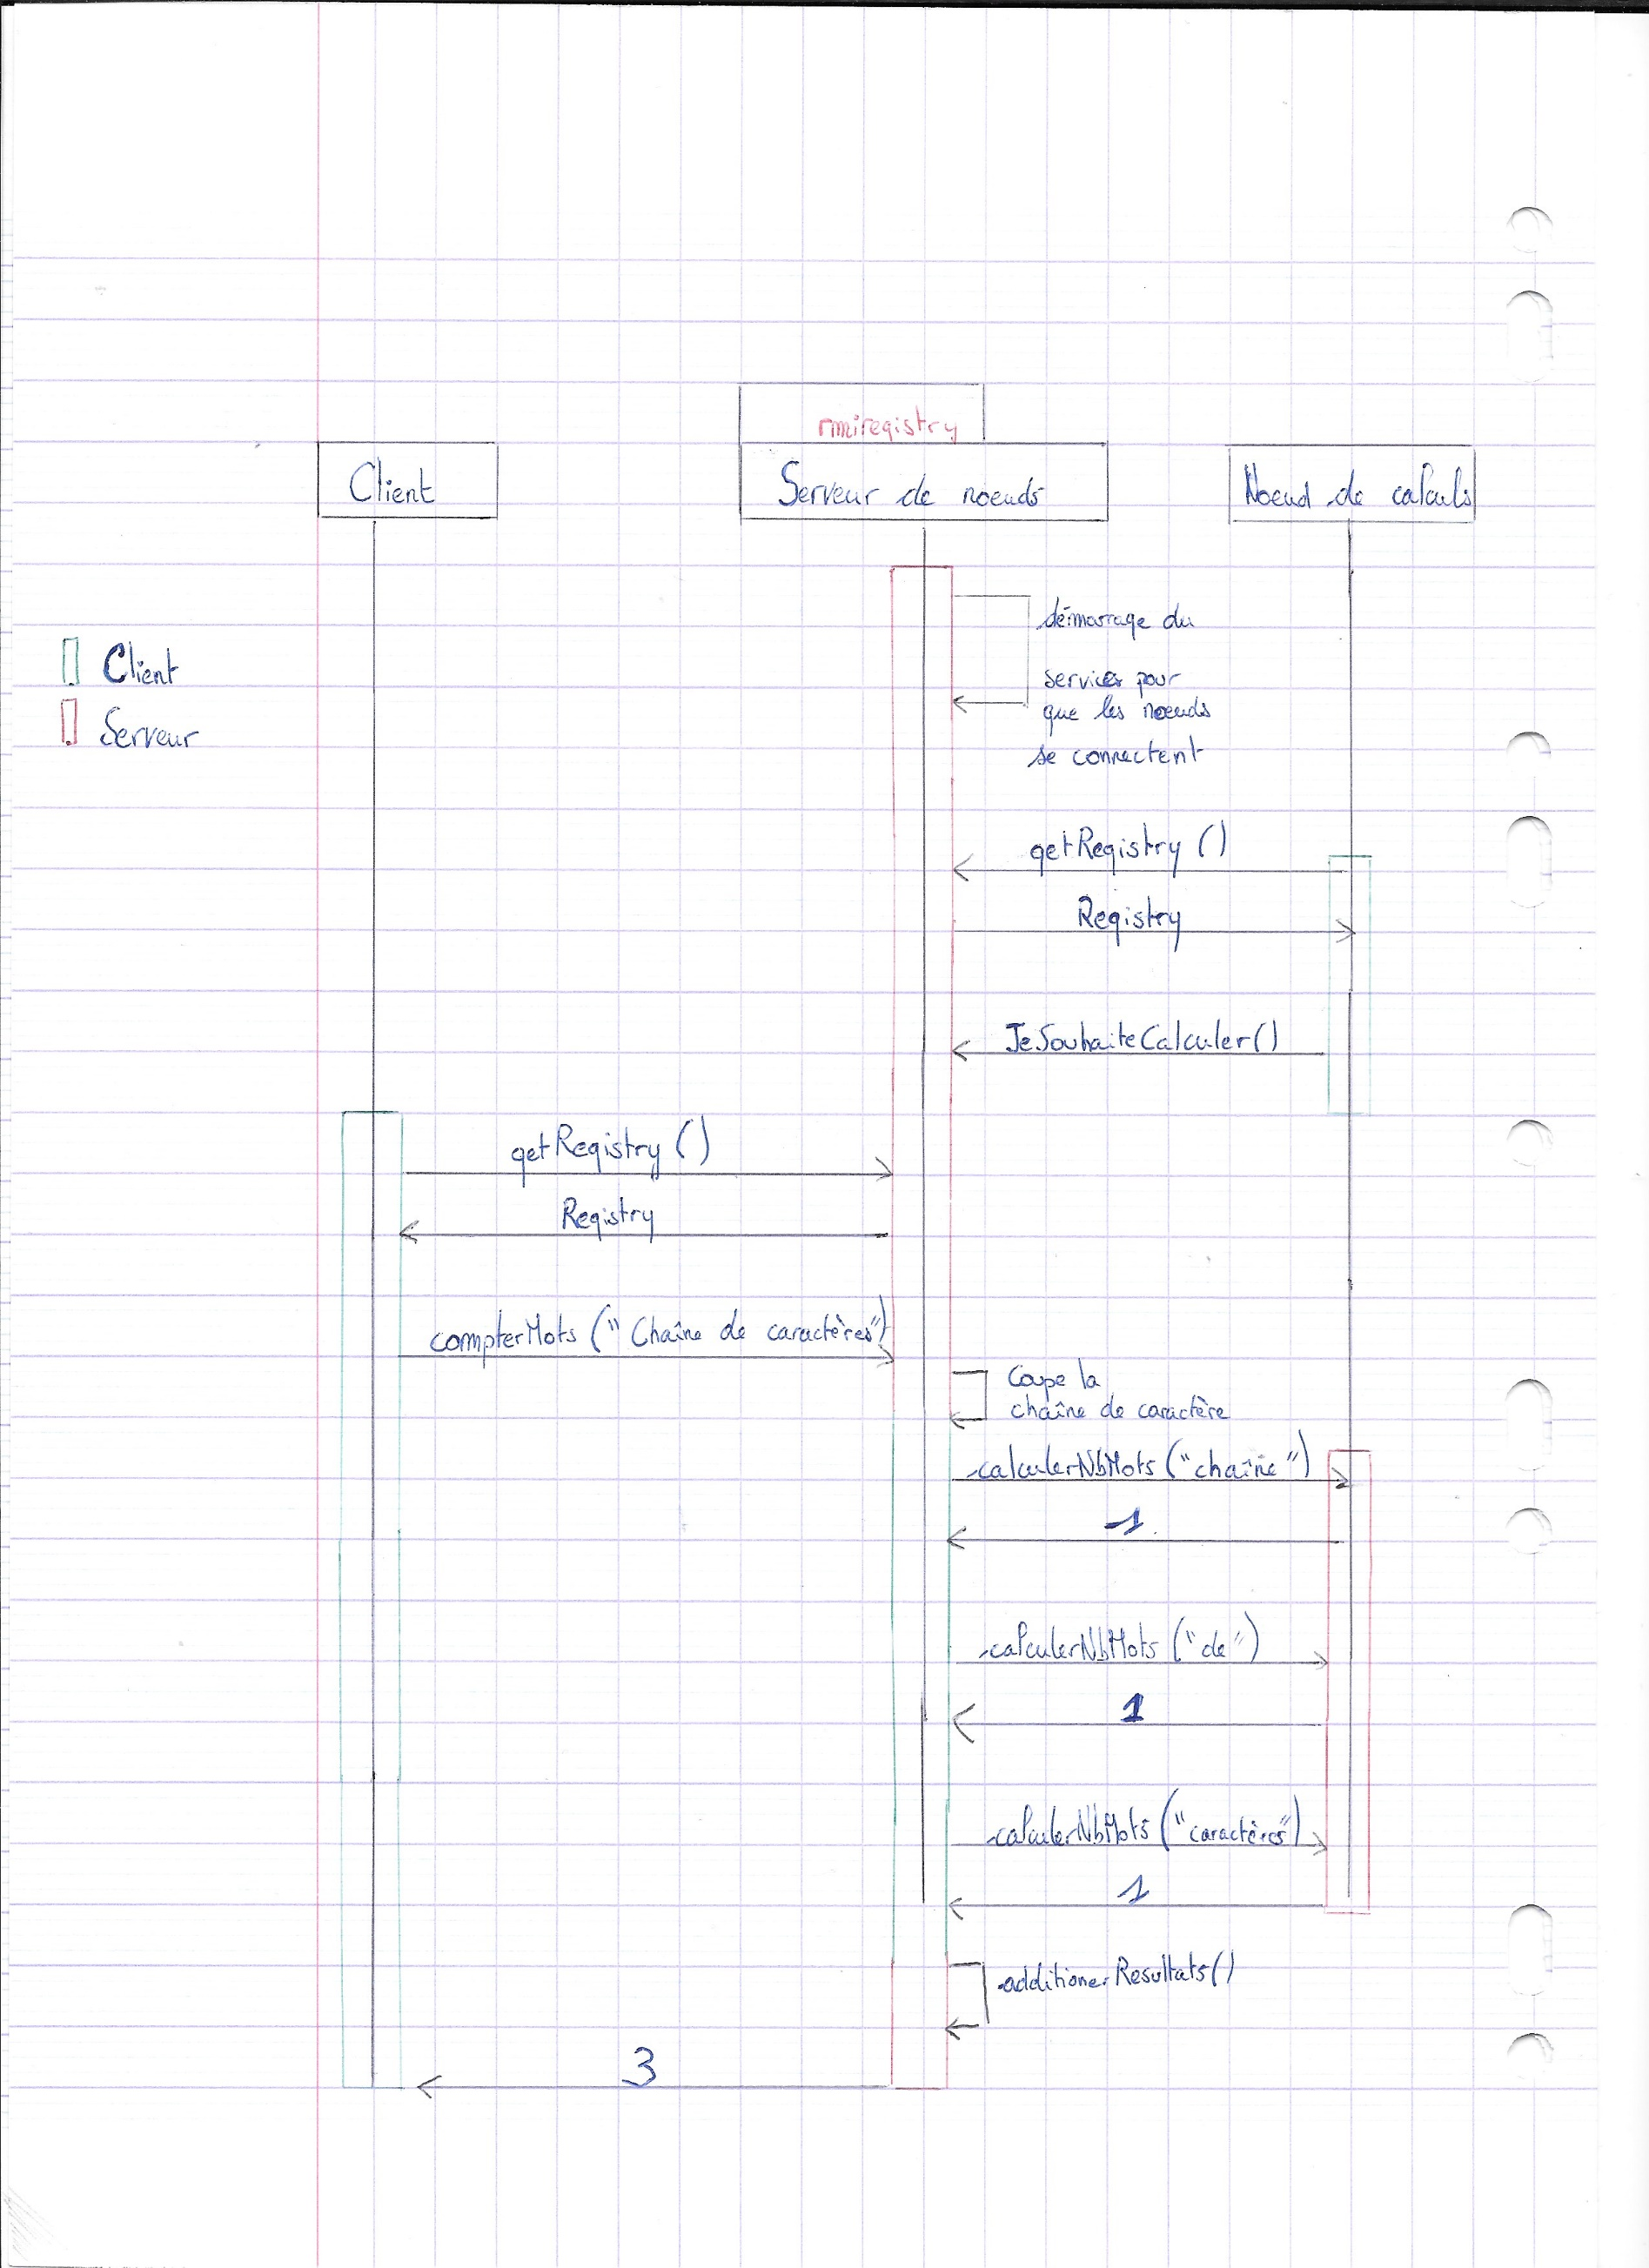 rmiregistry
Client
Serveur de noeuds
Noeud de calculs
démarrage du
services pour
que les noeuds
se connectent
Client
Serveur
getRegistry ()
Registry
JeSouhaiteCalculer()
getRegistry ()
Registry
compterMots ("Chaîne de caractères")
Coupe la
chaîne de caractère
calculerNbMots ("chaîne")
1
calculerNbMots ("de")
1
calculerNbMots ("caractères")
1
additionerResultats()
3